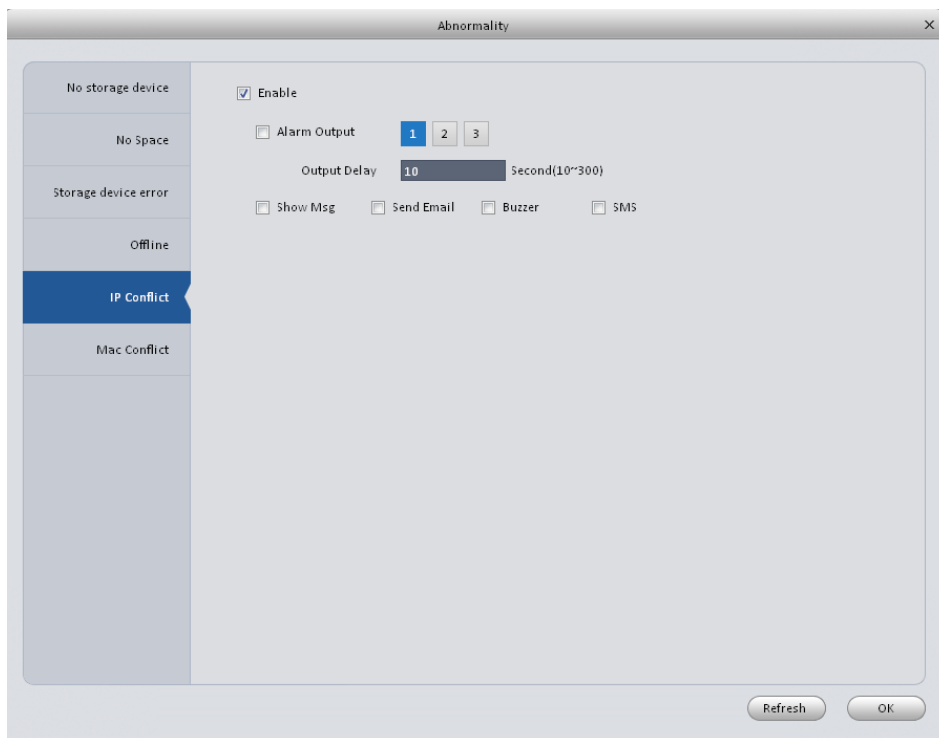 Abnormality
No storage device
No Space
Storage device error
Offline
IP Conflict
Mac Conflict
Enable
Alarm Output 1 2 3
Output Delay 10 Second(10~300)
Show Msg Send Email Buzzer SMS
Refresh OK